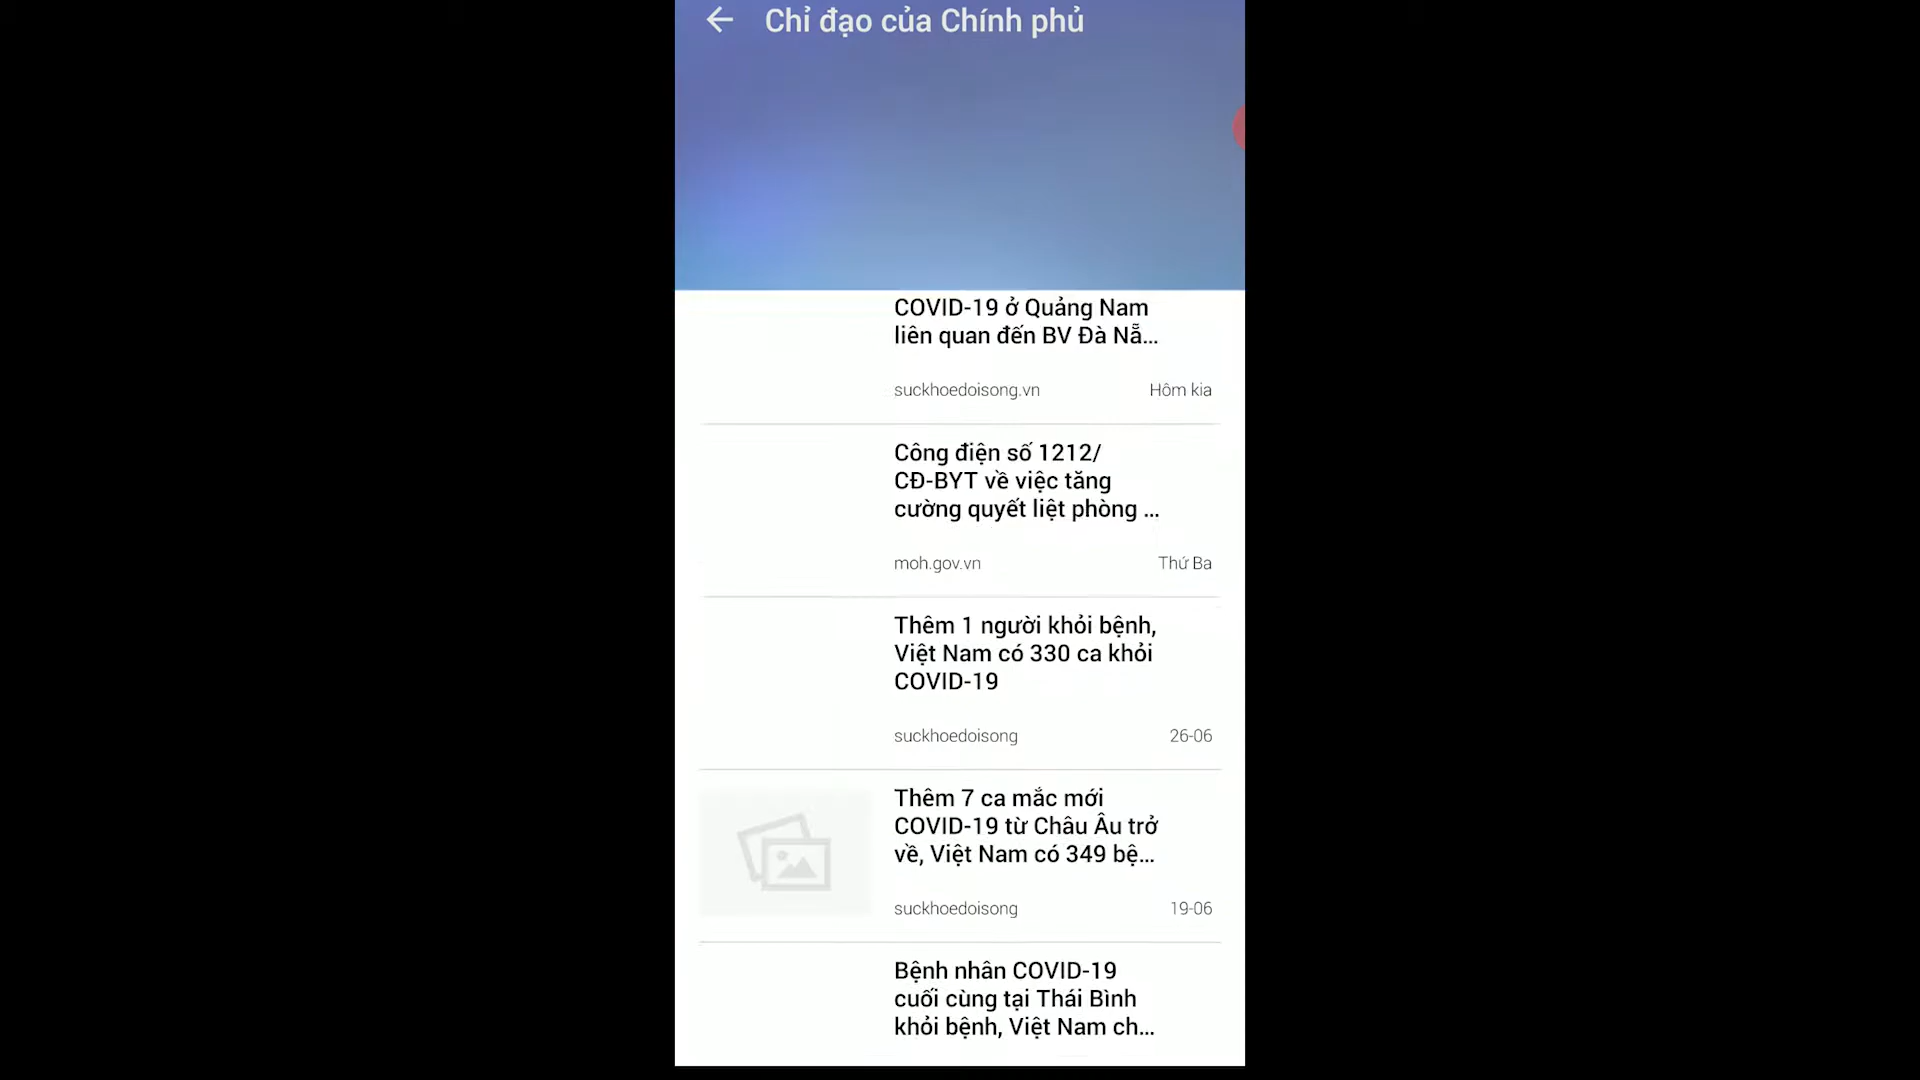 Chỉ đạo của Chính phủ
COVID-19 ở Quảng Nam
liên quan đến BV Đà Nẵ...
suckhoedoisong.vn
Hôm kia
Công điện số 1212/
CĐ-BYT về việc tăng
cường quyết liệt phòng ...
moh.gov.vn
Thứ Ba
Thêm 1 người khỏi bệnh,
Việt Nam có 330 ca khỏi
COVID-19
suckhoedoisong
26-06
Thêm 7 ca mắc mới
COVID-19 từ Châu Âu trở
về, Việt Nam có 349 bệ...
suckhoedoisong
19-06
Bệnh nhân COVID-19
cuối cùng tại Thái Bình
khỏi bệnh, Việt Nam ch...